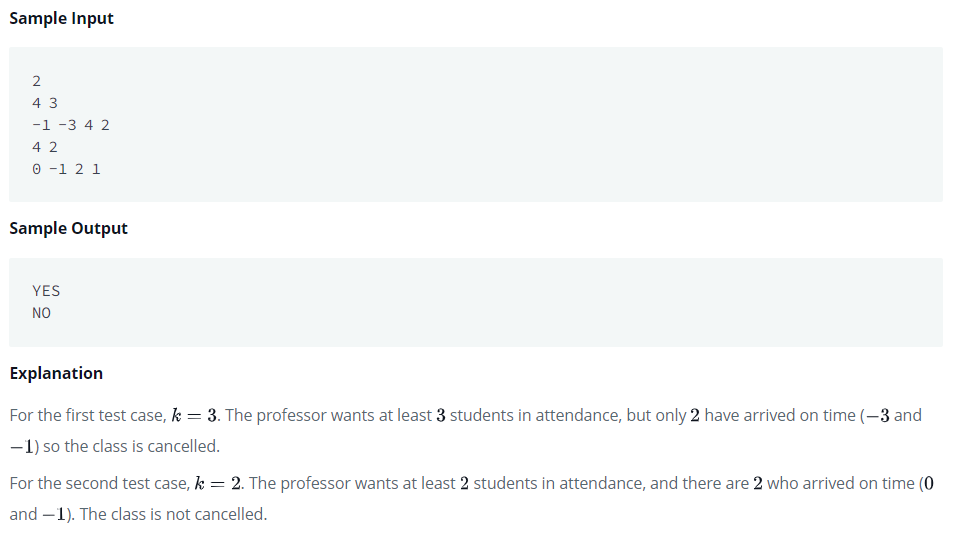 Sample Input
2
4 3
-1 -3 4 2
4 2
0 -1 2 1
Sample Output
YES
NO
Explanation
For the first test case, k = 3. The professor wants at least 3 students in attendance, but only 2 have arrived on time (−3 and
−1) so the class is cancelled.
For the second test case, k = 2. The professor wants at least 2 students in attendance, and there are 2 who arrived on time (0
and −1). The class is not cancelled.